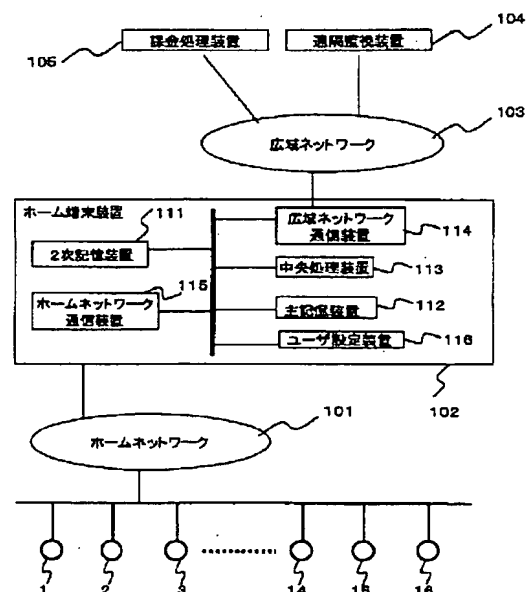 課金処理装置
遠隔監視装置
104
105
103
広域ネットワーク
ホーム端末装置
111
広域ネットワーク
通信装置
114
2次記憶装置
中央処理装置
113
115
ホームネットワーク
通信装置
主記憶装置
112
ユーザ設定装置
116
102
101
ホームネットワーク
1 2 3 14 15 16